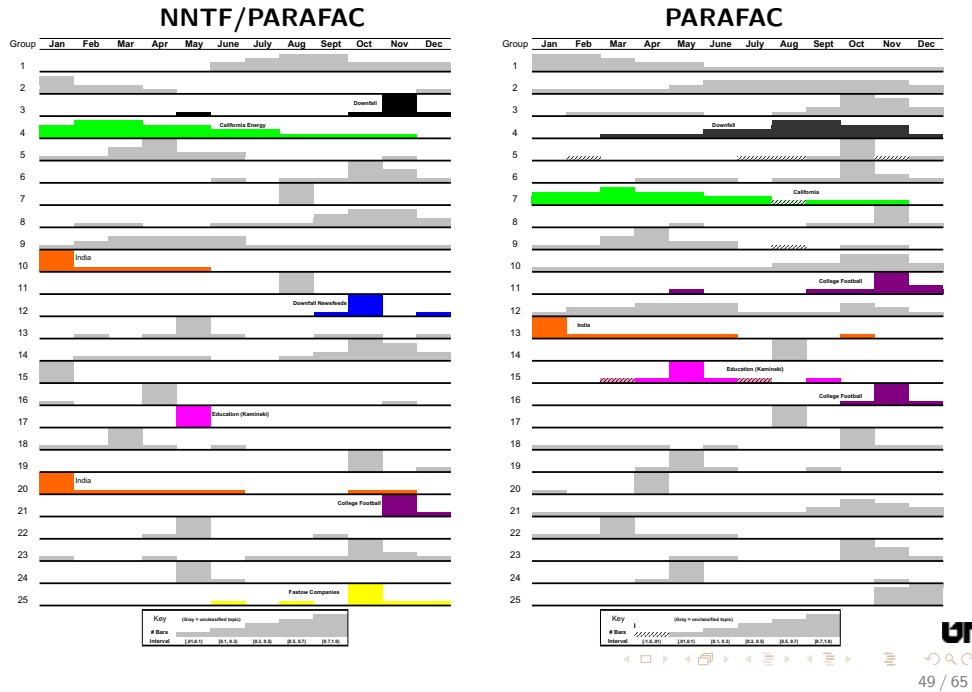 NNTF/PARAFAC
Group Jan Feb Mar Apr May June July Aug Sept Oct Nov Dec
1
2
3 Downfall
4 California Energy
5
6
7
8
9
10 India
11
12 Downfall Newsfeeds
13
14
15
16
17 Education (Kaminski)
18
19
20 India
21 College Football
22
23
24
25 Fastow Companies
Key (Gray = unclassified topic)
# Bars
Interval [.01,0.1) [0.1, 0.3) [0.3, 0.5) [0.5, 0.7) [0.7,1.0)
PARAFAC
Group Jan Feb Mar Apr May June July Aug Sept Oct Nov Dec
1
2
3
4 Downfall
5
6
7 California
8
9
10
11 College Football
12
13 India
14
15 Education (Kaminski)
16 College Football
17
18
19
20
21
22
23
24
25
Key (Gray = unclassified topic)
# Bars
Interval [-1.0,.01) [.01,0.1) [0.1, 0.3) [0.3, 0.5) [0.5, 0.7) [0.7,1.0)
49 / 65